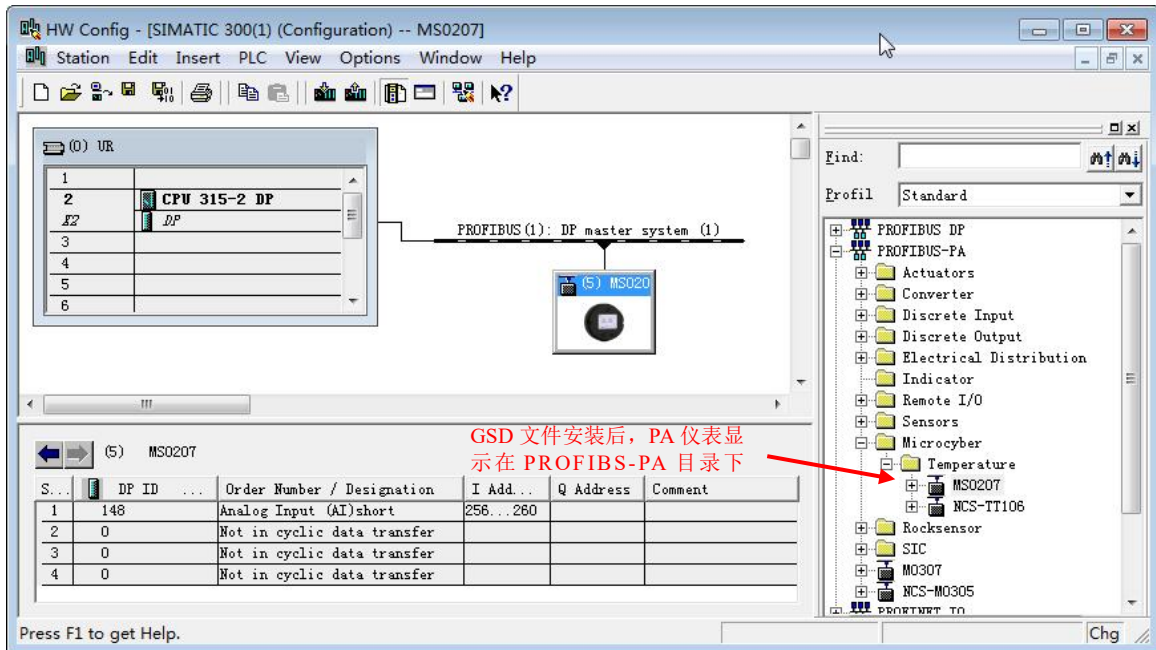 HW Config - [SIMATIC 300(1) (Configuration) -- MS0207]
Station Edit Insert PLC View Options Window Help
(0) UR
1
2 CPU 315-2 DP
X2 DP
3
4
5
6
PROFIBUS(1): DP master system (1)
(5) MS020
Find:
Profil Standard
PROFIBUS DP
PROFIBUS-PA
Actuators
Converter
Discrete Input
Discrete Output
Electrical Distribution
Indicator
Remote I/O
Sensors
Microcyber
Temperature
MS0207
NCS-TT106
Rocksensor
SIC
M0307
NCS-M0305
PROFINET IO
GSD 文件安装后，PA 仪表显
示在 PROFIBS-PA 目录下
(5) MS0207
S... DP ID ... Order Number / Designation I Add... Q Address Comment
1 148 Analog Input (AI)short 256...260
2 0 Not in cyclic data transfer
3 0 Not in cyclic data transfer
4 0 Not in cyclic data transfer
Press F1 to get Help.
Chg